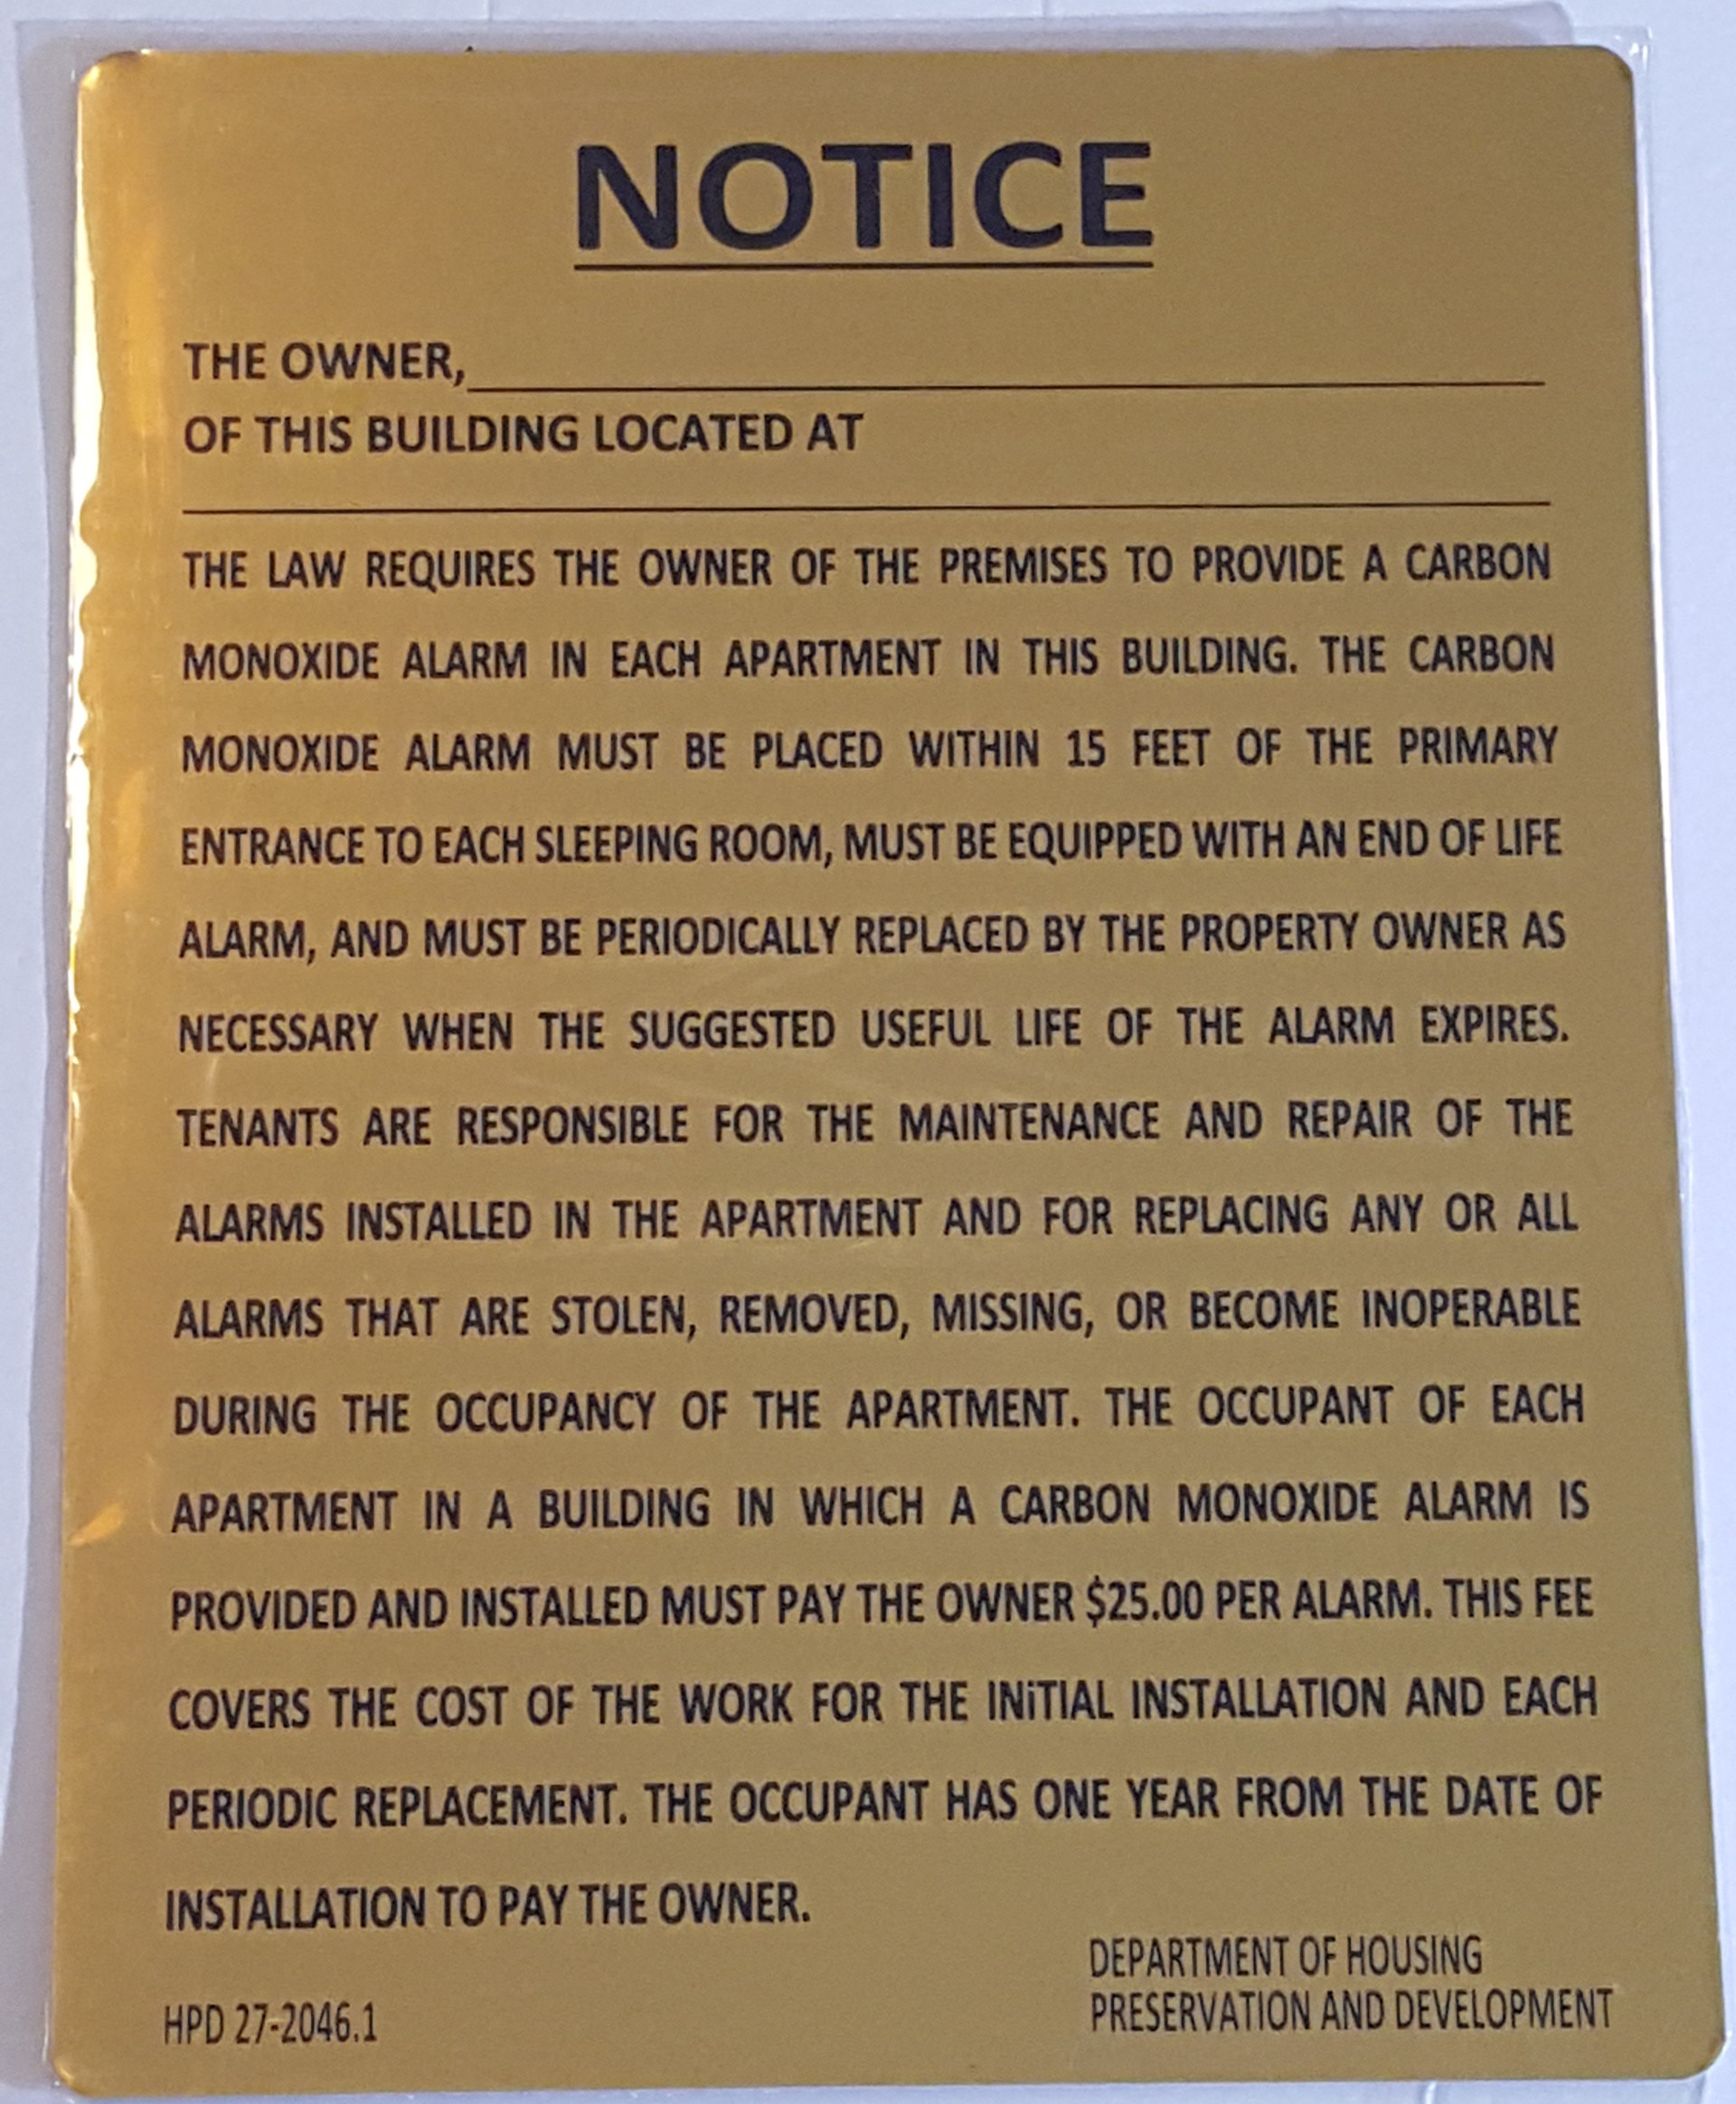 NOTICE
THE OWNER,
OF THIS BUILDING LOCATED AT
THE LAW REQUIRES THE OWNER OF THE PREMISES TO PROVIDE A CARBON
MONOXIDE ALARM IN EACH APARTMENT IN THIS BUILDING. THE CARBON
MONOXIDE ALARM MUST BE PLACED WITHIN 15 FEET OF THE PRIMARY
ENTRANCE TO EACH SLEEPING ROOM, MUST BE EQUIPPED WITH AN END OF LIFE
ALARM, AND MUST BE PERIODICALLY REPLACED BY THE PROPERTY OWNER AS
NECESSARY WHEN THE SUGGESTED USEFUL LIFE OF THE ALARM EXPIRES.
TENANTS ARE RESPONSIBLE FOR THE MAINTENANCE AND REPAIR OF THE
ALARMS INSTALLED IN THE APARTMENT AND FOR REPLACING ANY OR ALL
ALARMS THAT ARE STOLEN, REMOVED, MISSING, OR BECOME INOPERABLE
DURING THE OCCUPANCY OF THE APARTMENT. THE OCCUPANT OF EACH
APARTMENT IN A BUILDING IN WHICH A CARBON MONOXIDE ALARM IS
PROVIDED AND INSTALLED MUST PAY THE OWNER $25.00 PER ALARM. THIS FEE
COVERS THE COST OF THE WORK FOR THE INiTIAL INSTALLATION AND EACH
PERIODIC REPLACEMENT. THE OCCUPANT HAS ONE YEAR FROM THE DATE OF
INSTALLATION TO PAY THE OWNER.
DEPARTMENT OF HOUSING
PRESERVATION AND DEVELOPMENT
HPD 27-2046.1